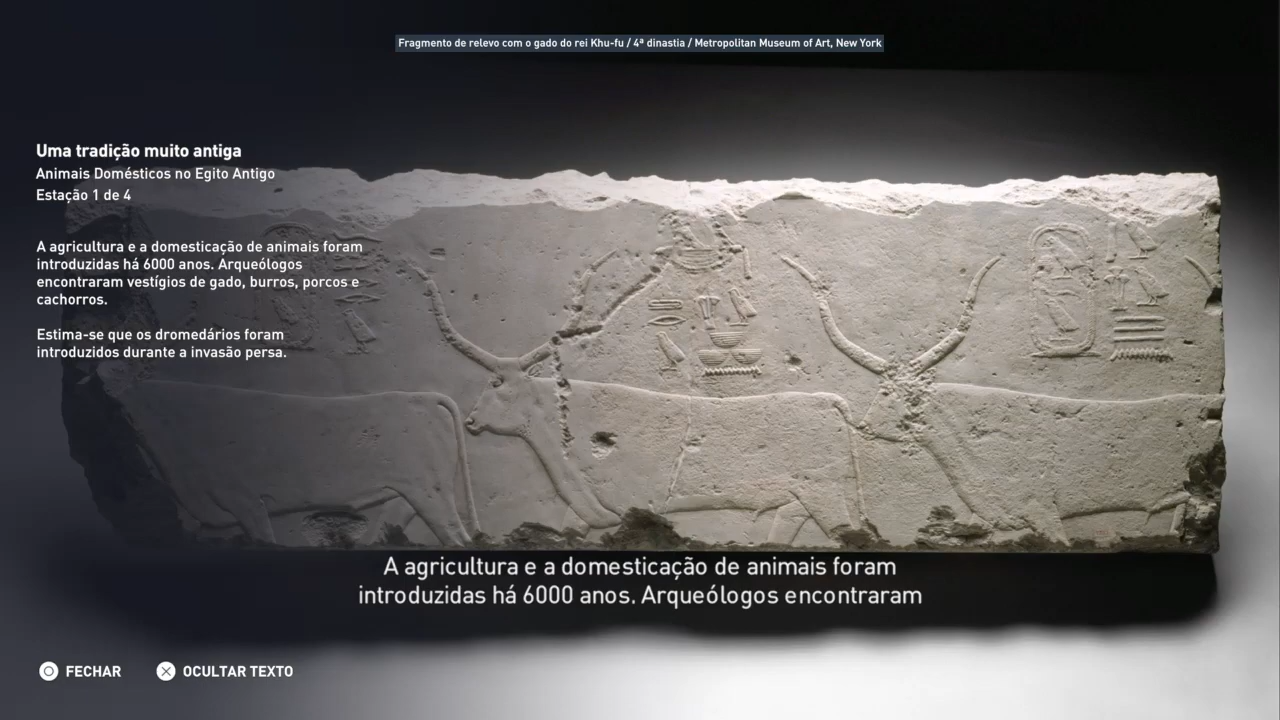 Fragmento de relevo com o gado do rei Khu-fu / 4ª dinastia / Metropolitan Museum of Art, New York
Uma tradição muito antiga
Animais Domésticos no Egito Antigo
Estação 1 de 4
A agricultura e a domesticação de animais foram
introduzidas há 6000 anos. Arqueólogos
encontraram vestígios de gado, burros, porcos e
cachorros.
Estima-se que os dromedários foram
introduzidos durante a invasão persa.
A agricultura e a domesticação de animais foram
introduzidas há 6000 anos. Arqueólogos encontraram
FECHAR
OCULTAR TEXTO